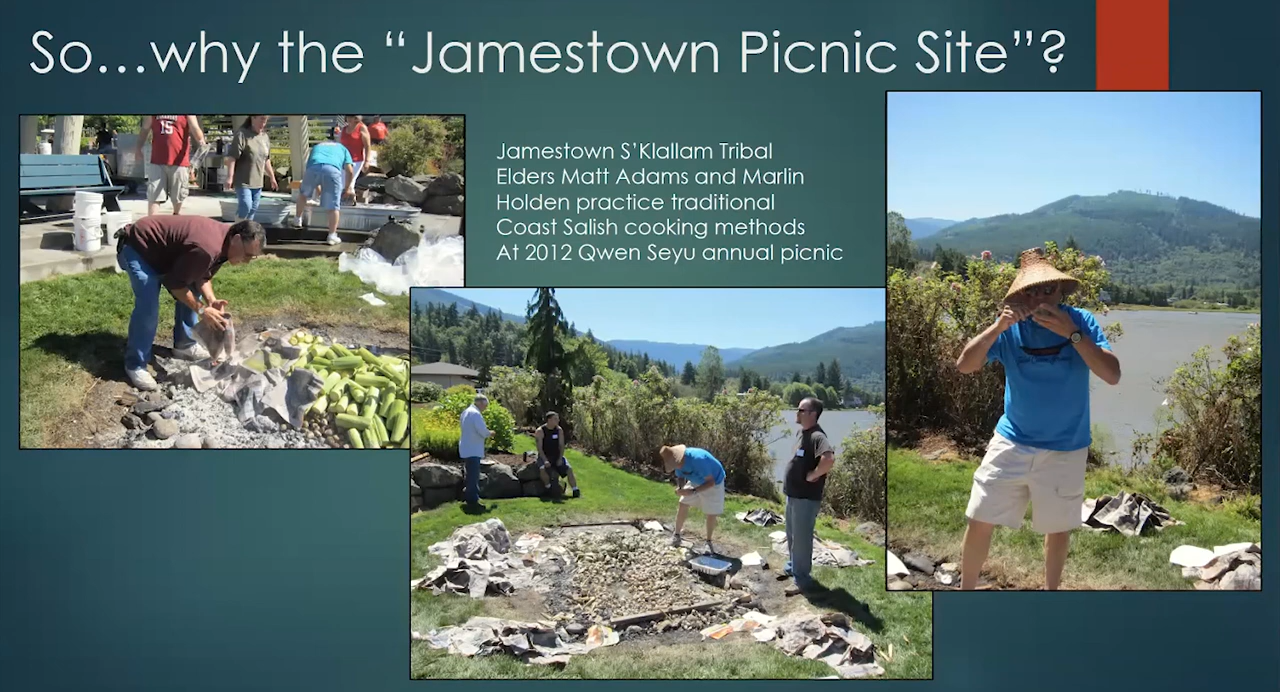 So...why the “Jamestown Picnic Site”?
15
Jamestown S’Klallam Tribal
Elders Matt Adams and Marlin
Holden practice traditional
Coast Salish cooking methods
At 2012 Qwen Seyu annual picnic